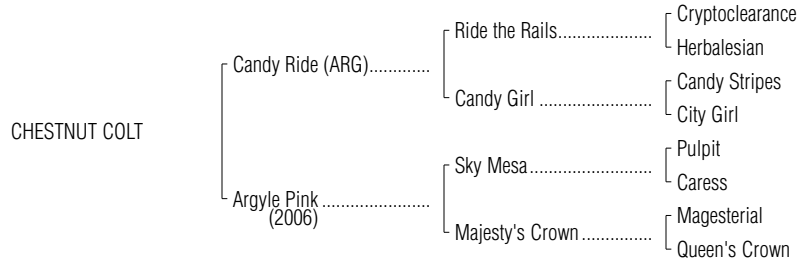 Cryptoclearance
Ride the Rails..................
Herbalesian
Candy Ride (ARG).............
Candy Stripes
Candy Girl ......................
City Girl
CHESTNUT COLT
Pulpit
Sky Mesa........................
Caress
Argyle Pink .....................
(2006)
Magesterial
Majesty's Crown .............
Queen's Crown